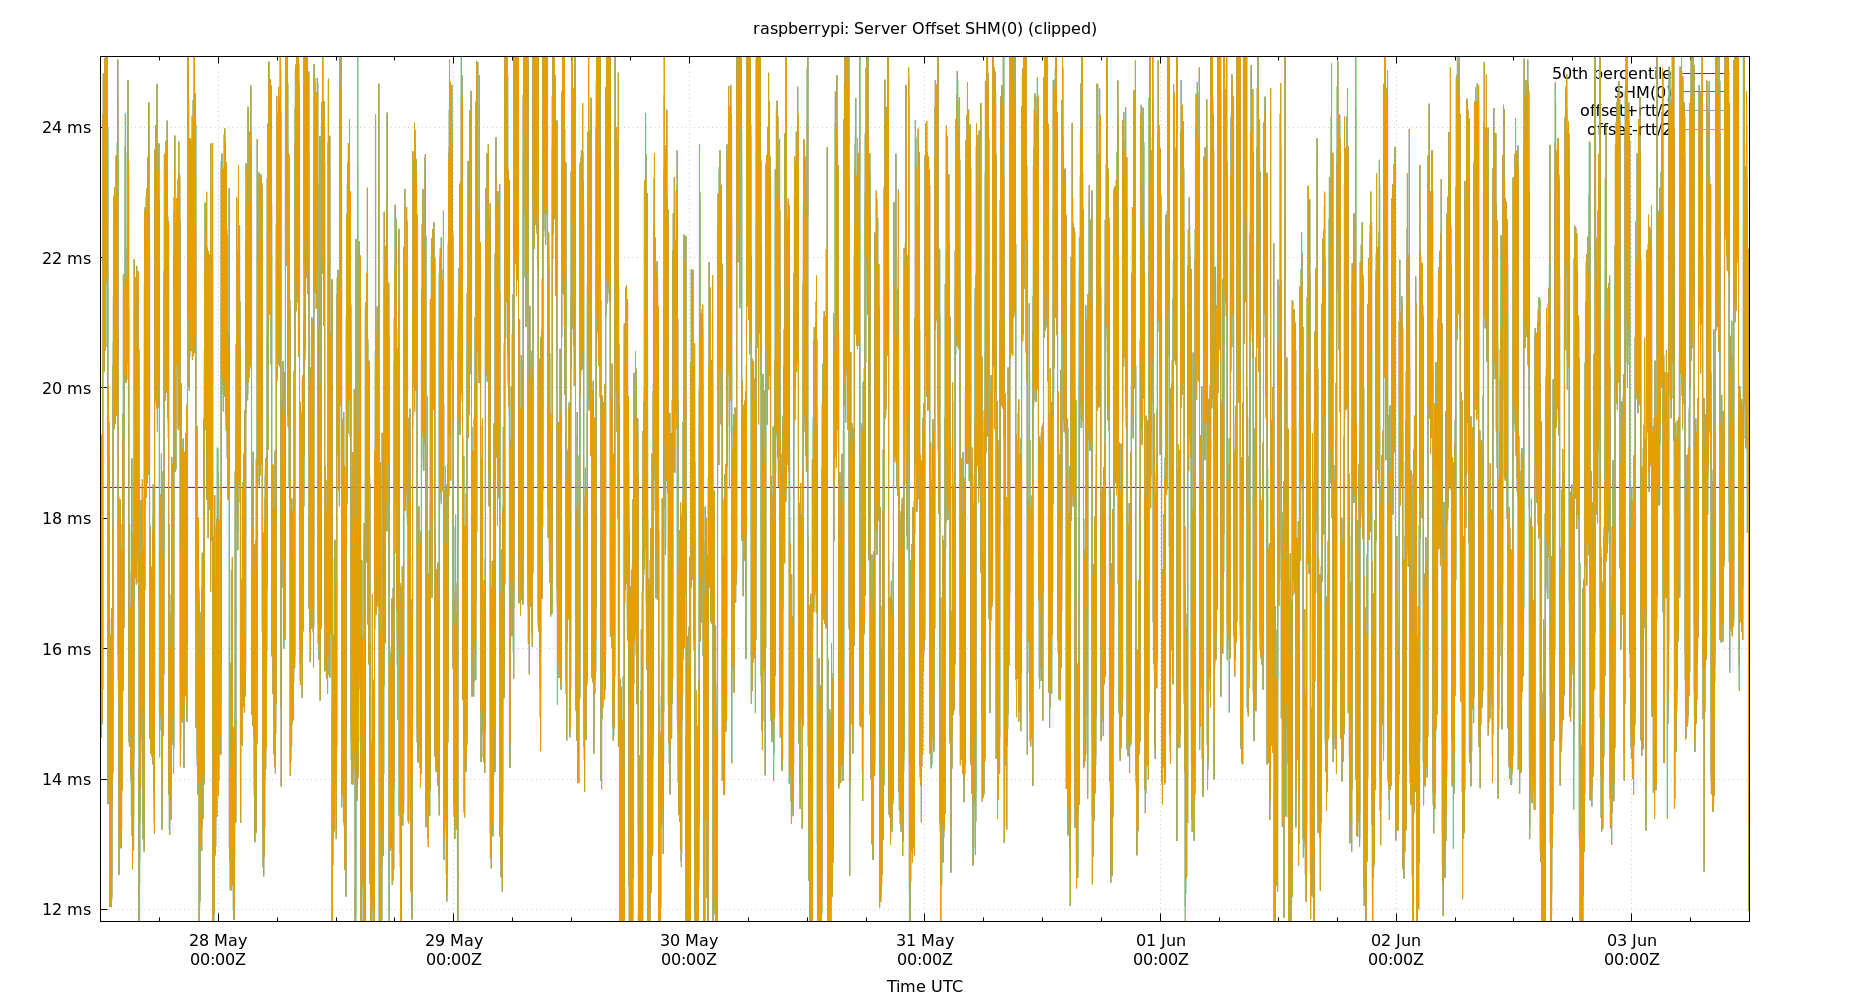 raspberrypi: Server Offset SHM(0) (clipped)
50th percentile
SHM(0)
offset+rtt/2
offset-rtt/2
24 ms
22 ms
20 ms
18 ms
16 ms
14 ms
12 ms
28 May 29 May 30 May 31 May 01 Jun 02 Jun 03 Jun
00:00Z 00:00Z 00:00Z 00:00Z 00:00Z 00:00Z 00:00Z
Time UTC